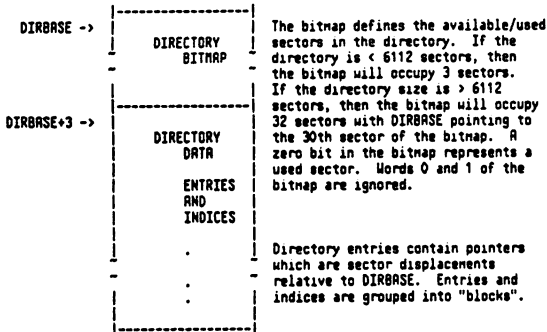 DIRBASE ->
DIRECTORY
BITMAP
The bitmap defines the available/used
sectors in the directory. If the
directory is < 6112 sectors, then
the bitmap will occupy 3 sectors.
If the directory size is > 6112
sectors, then the bitmap will occupy
32 sectors with DIRBASE pointing to
the 30th sector of the bitmap. A
zero bit in the bitmap represents a
used sector. Words 0 and 1 of the
bitmap are ignored.
DIRBASE+3 ->
DIRECTORY
DATA
ENTRIES
AND
INDICES
.
.
.
Directory entries contain pointers
which are sector displacements
relative to DIRBASE. Entries and
indices are grouped into "blocks".